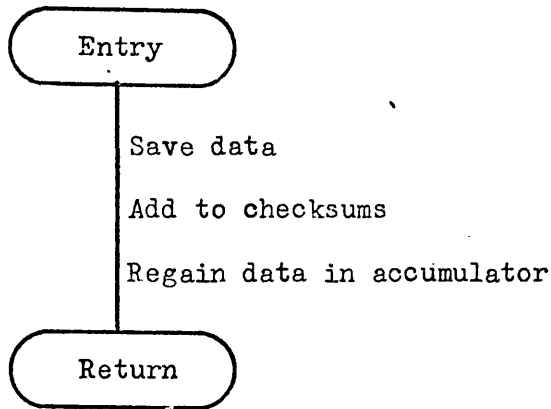 Entry
Save data
Add to checksums
Regain data in accumulator
Return